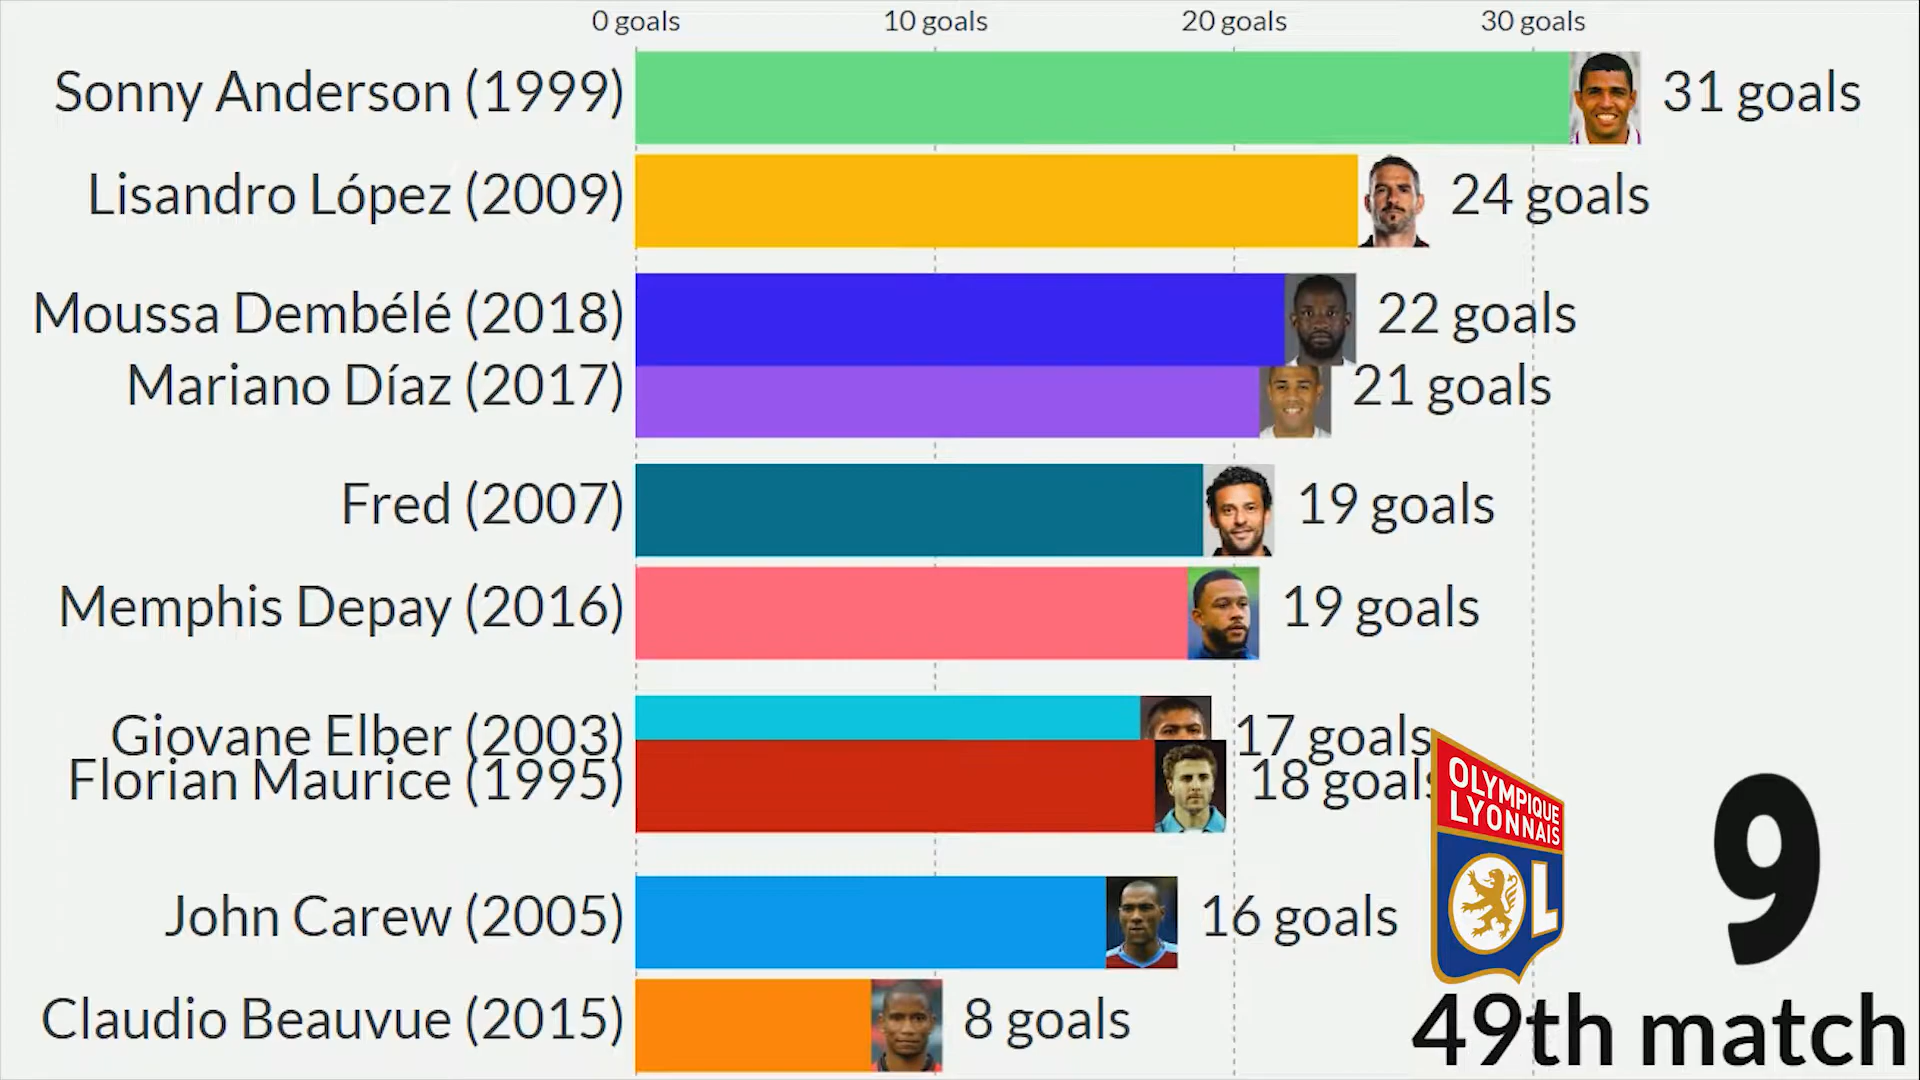 0 goals 10 goals 20 goals 30 goals
Sonny Anderson (1999) 31 goals
Lisandro López (2009) 24 goals
Moussa Dembélé (2018) 22 goals
Mariano Díaz (2017) 21 goals
Fred (2007) 19 goals
Memphis Depay (2016) 19 goals
Giovane Elber (2003) 17 goals
Florian Maurice (1995) 18 goals
OLYMPIQUE
LYONNAIS
OL
9
John Carew (2005) 16 goals
Claudio Beauvue (2015) 8 goals
49th match